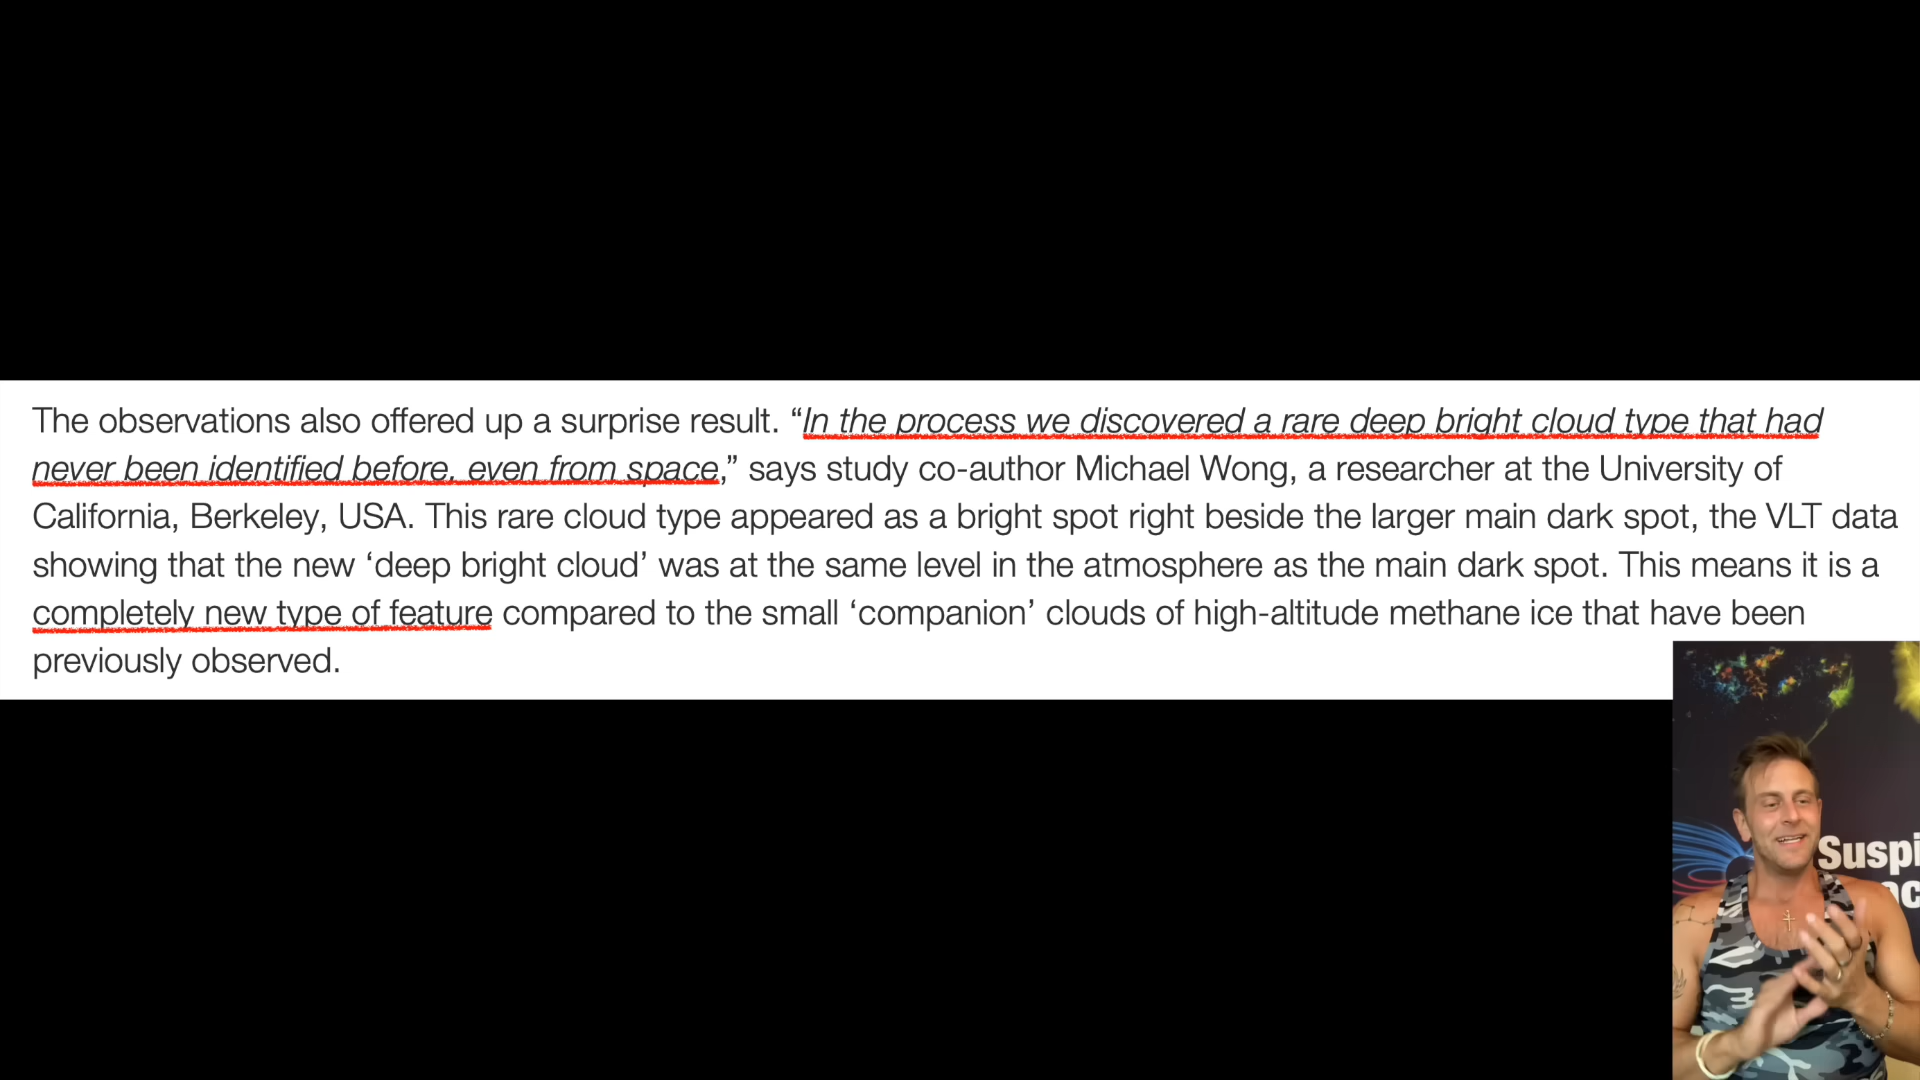 The observations also offered up a surprise result. “In the process we discovered a rare deep bright cloud type that had
never been identified before, even from space,” says study co-author Michael Wong, a researcher at the University of
California, Berkeley, USA. This rare cloud type appeared as a bright spot right beside the larger main dark spot, the VLT data
showing that the new ‘deep bright cloud’ was at the same level in the atmosphere as the main dark spot. This means it is a
completely new type of feature compared to the small ‘companion’ clouds of high-altitude methane ice that have been
previously observed.
Suspi